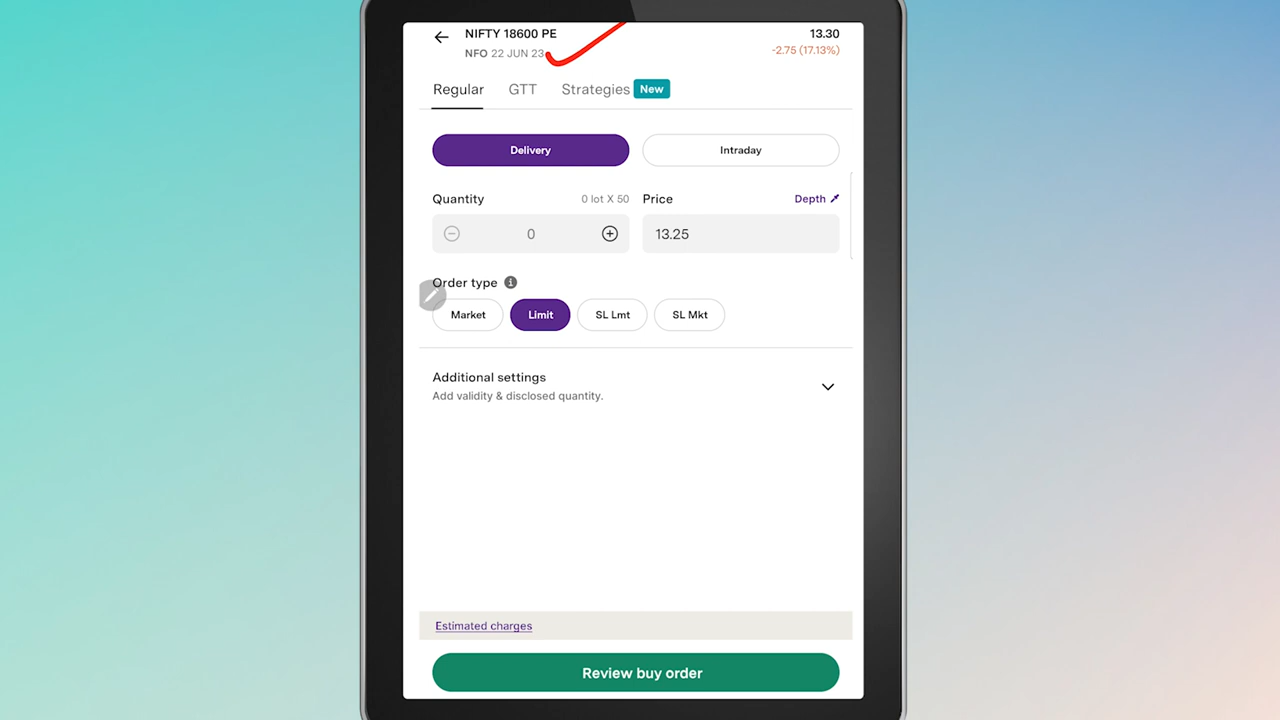 NIFTY 18600 PE
13.30
NFO 22 JUN 23
-2.75 (17.13%)
Regular GTT Strategies New
Delivery Intraday
Quantity 0 lot X 50 Price Depth
0 13.25
Order type
Market Limit SL Lmt SL Mkt
Additional settings
Add validity & disclosed quantity.
Estimated charges
Review buy order